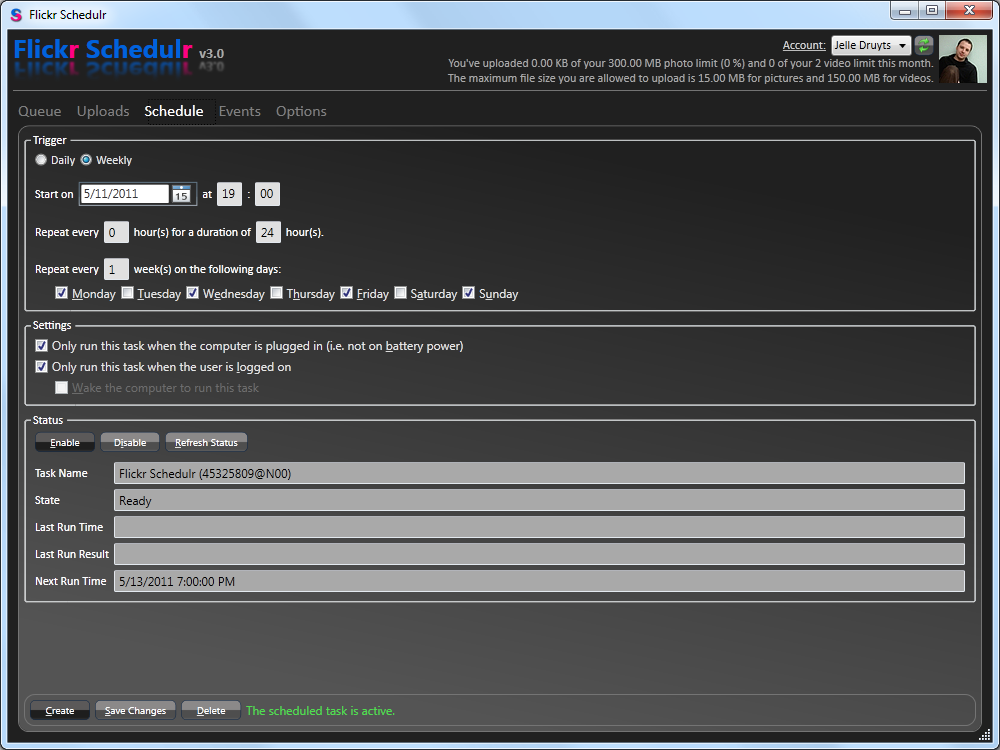 Flickr Schedulr
Flickr Schedulr v3.0
Account: Jelle Druyts
You've uploaded 0.00 KB of your 300.00 MB photo limit (0 %) and 0 of your 2 video limit this month.
The maximum file size you are allowed to upload is 15.00 MB for pictures and 150.00 MB for videos.
Queue Uploads Schedule Events Options
Trigger
Daily Weekly
Start on 5/11/2011 15 at 19 : 00
Repeat every 0 hour(s) for a duration of 24 hour(s).
Repeat every 1 week(s) on the following days:
Monday Tuesday Wednesday Thursday Friday Saturday Sunday
Settings
Only run this task when the computer is plugged in (i.e. not on battery power)
Only run this task when the user is logged on
Wake the computer to run this task
Status
Enable Disable Refresh Status
Task Name Flickr Schedulr (45325809@N00)
State Ready
Last Run Time
Last Run Result
Next Run Time 5/13/2011 7:00:00 PM
Create Save Changes Delete The scheduled task is active.